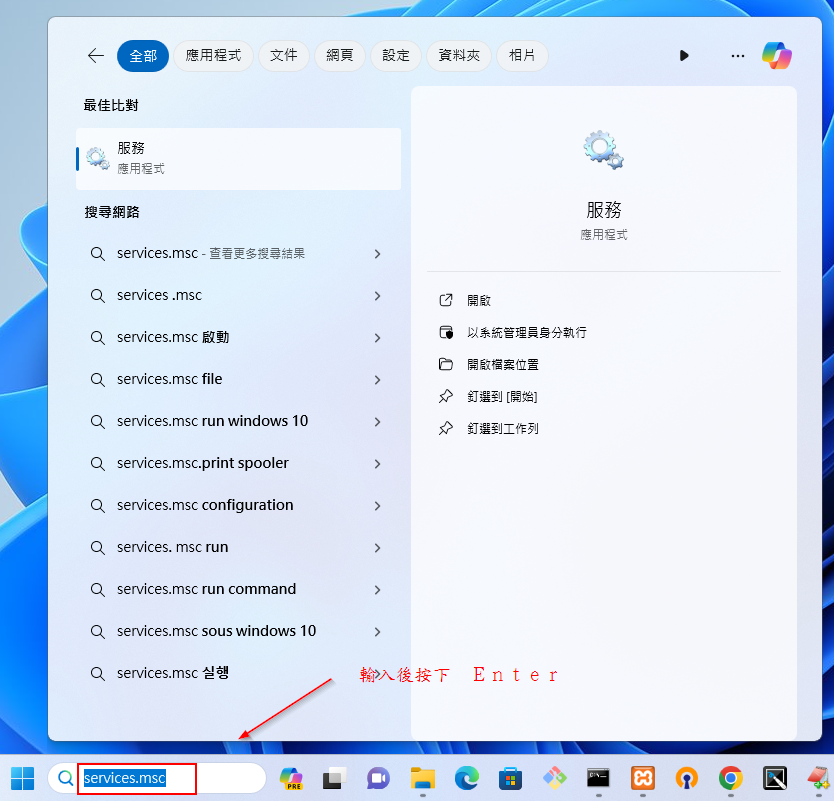 全部 應用程式 文件 網頁 設定 資料夾 相片
最佳比對
服務
應用程式
搜尋網路
services.msc - 查看更多搜尋結果
services .msc
services.msc 啟動
services.msc file
services.msc run windows 10
services.msc.print spooler
services.msc configuration
services. msc run
services.msc run command
services.msc sous windows 10
services.msc 실행
服務
應用程式
開啟
以系統管理員身分執行
開啟檔案位置
釘選到 [開始]
釘選到工作列
輸入後按下 Enter
services.msc
PRE